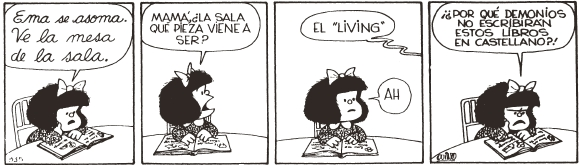 Ema se asoma.
Ve la mesa
de la sala.
MAMÁ, ¿LA SALA
QUÉ PIEZA VIENE A
SER?
EL "LIVING"
AH
¡¿POR QUÉ DEMONIOS
NO ESCRIBIRÁN
ESTOS LIBROS
EN CASTELLANO?!
QUINO